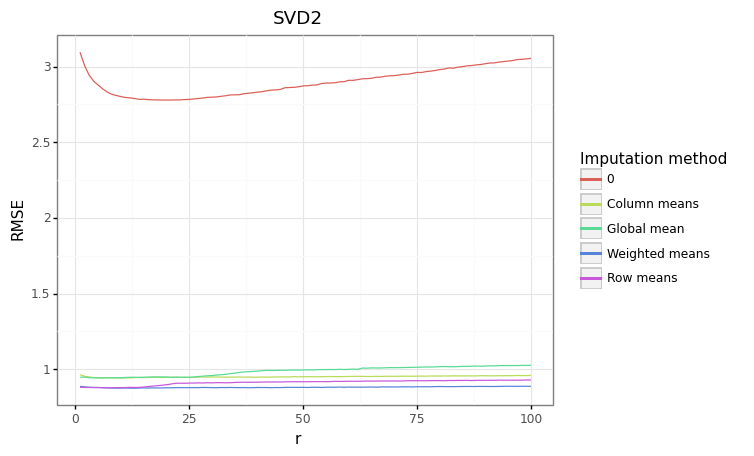 SVD2
RMSE
3
2.5
2
1.5
1
0
25
50
75
100
r
Imputation method
0
Column means
Global mean
Weighted means
Row means